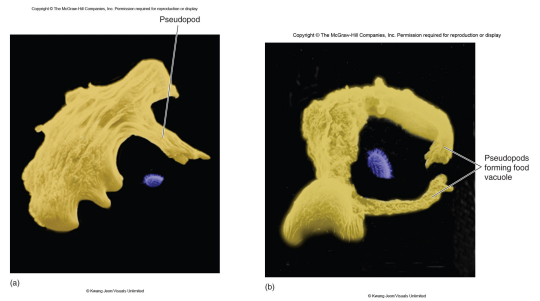 Copyright © The McGraw-Hill Companies, Inc. Permission required for reproduction or display
Pseudopod
(a)
© Kwang Jeon/Visuals Unlimited
Copyright © The McGraw-Hill Companies, Inc. Permission required for reproduction or display
Pseudopods
forming food
vacuole
(b)
© Kwang Jeon/Visuals Unlimited